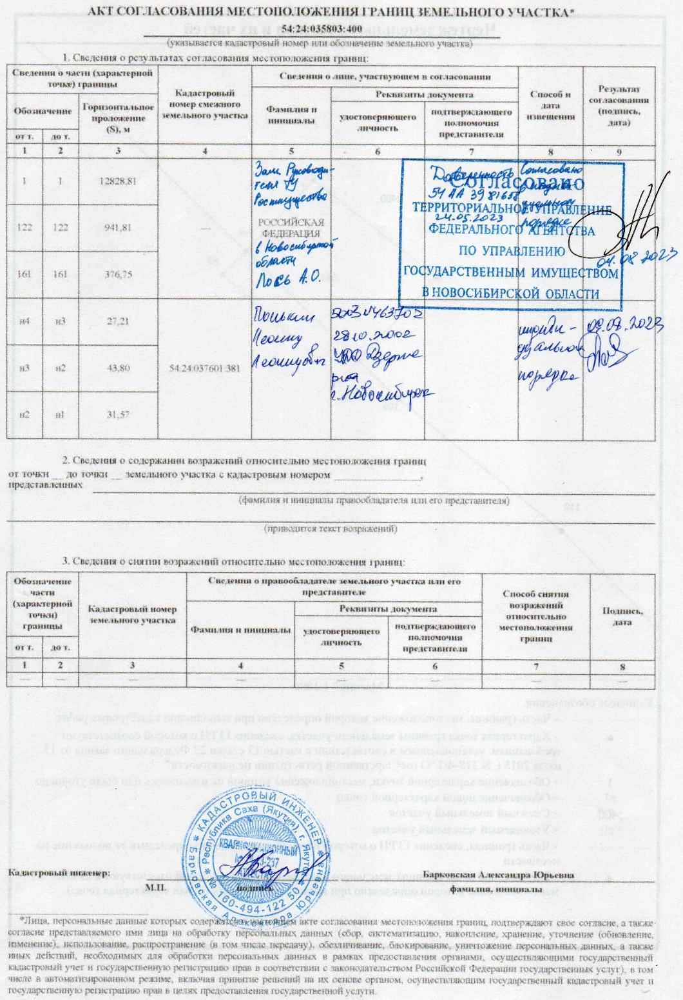 АКТ СОГЛАСОВАНИЯ МЕСТОПОЛОЖЕНИЯ ГРАНИЦ ЗЕМЕЛЬНОГО УЧАСТКА*
54:24:035803:400
(указывается кадастровый номер или обозначение земельного участка)
1. Сведения о результатах согласования местоположения границ:
Сведения о части (характерной точке) границы
Обозначение
от т. до т.
Горизонтальное проложение (S), м
Кадастровый номер смежного земельного участка
Сведения о лице, участвующем в согласовании
Фамилия и инициалы
Реквизиты документа
удостоверяющего личность
подтверждающего полномочия представителя
Способ и дата извещения
Результат согласования (подпись, дата)
1 2 3 4 5 6 7 8 9
1 1 12828,81
122 122 941,81
161 161 376,75
—
Зам. Руководи-
теля ТУ
Росимущества
РОССИЙСКАЯ
ФЕДЕРАЦИЯ
в Новосибирской
области
Лось А.О.
Доверенность
54 АА 3981658
24.05.2023
Согласовано
порядке
Согласовано
ТЕРРИТОРИАЛЬНОЕ УПРАВЛЕНИЕ
ФЕДЕРАЛЬНОГО АГЕНТСТВА
ПО УПРАВЛЕНИЮ
ГОСУДАРСТВЕННЫМ ИМУЩЕСТВОМ
В НОВОСИБИРСКОЙ ОБЛАСТИ
04.08 2023
н4 н3 27,21
н3 н2 43,80
н2 н1 31,57
54:24:037601:381
Леонид
Леонидович
5003 №463702
28.10.2002
г. Новосибирск
индиви-
дуальном
порядке
09.08.2023
2. Сведения о содержании возражений относительно местоположения границ
от точки __ до точки __ земельного участка с кадастровым номером __________________,
представленных
(фамилия и инициалы правообладателя или его представителя)
(приводится текст возражений)
3. Сведения о снятии возражений относительно местоположения границ:
Обозначение части (характерной точки) границы
от т. до т.
Кадастровый номер земельного участка
Сведения о правообладателе земельного участка или его представителе
Фамилия и инициалы
Реквизиты документа
удостоверяющего личность
подтверждающего полномочия представителя
Способ снятия возражений относительно местоположения границ
Подпись, дата
1 2 3 4 5 6 7 8
— — — — — — — —
КАДАСТРОВЫЙ ИНЖЕНЕР * Барковская Александра Юрьевна *
Республика Саха (Якутия), г. Якутск * № 160-494-122 50 *
КВАЛИФИКАЦИОННЫЙ
Кадастровый инженер:
М.П.
подпись
Барковская Александра Юрьевна
фамилия, инициалы
*Лица, персональные данные которых содержатся в настоящем акте согласования местоположения границ, подтверждают свое согласие, а также
согласие представляемого ими лица на обработку персональных данных (сбор, систематизацию, накопление, хранение, уточнение (обновление,
изменение), использование, распространение (в том числе передачу), обезличивание, блокирование, уничтожение персональных данных, а также
иных действий, необходимых для обработки персональных данных в рамках предоставления органами, осуществляющими государственный
кадастровый учет и государственную регистрацию прав в соответствии с законодательством Российской Федерации государственных услуг), в том
числе в автоматизированном режиме, включая принятие решений на их основе органом, осуществляющим государственный кадастровый учет и
государственную регистрацию прав в целях предоставления государственной услуги.